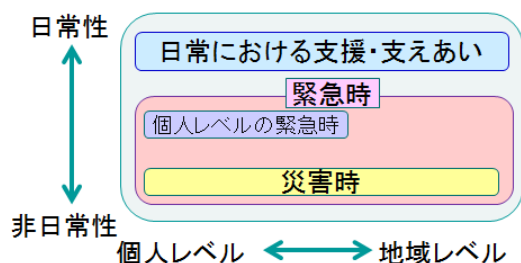 日常性
日常における支援・支えあい
緊急時
個人レベルの緊急時
災害時
非日常性
個人レベル
地域レベル